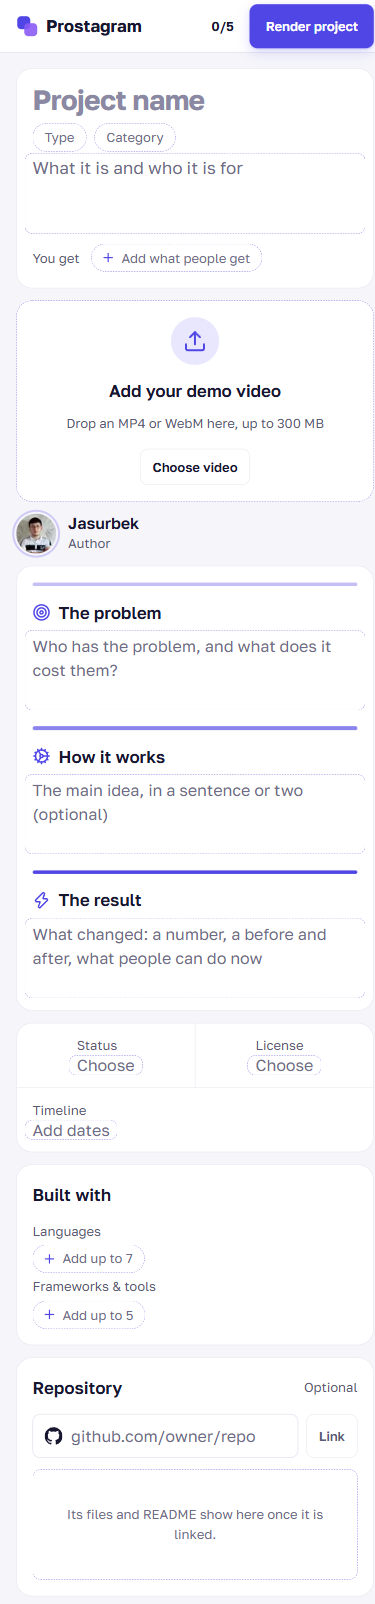 Prostagram
0/5
Render project
Project name
Type
Category
What it is and who it is for
You get
+ Add what people get
Add your demo video
Drop an MP4 or WebM here, up to 300 MB
Choose video
Jasurbek
Author
The problem
Who has the problem, and what does it
cost them?
How it works
The main idea, in a sentence or two
(optional)
The result
What changed: a number, a before and
after, what people can do now
Status
License
Choose
Choose
Timeline
Add dates
Built with
Languages
+ Add up to 7
Frameworks & tools
+ Add up to 5
Repository
Optional
github.com/owner/repo
Link
Its files and README show here once it is
linked.